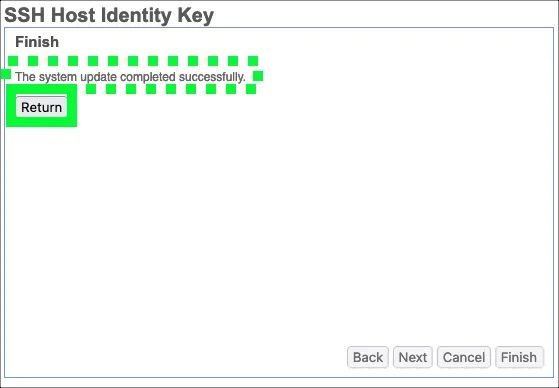 SSH Host Identity Key
Finish
The system update completed successfully.
Return
Back Next Cancel Finish